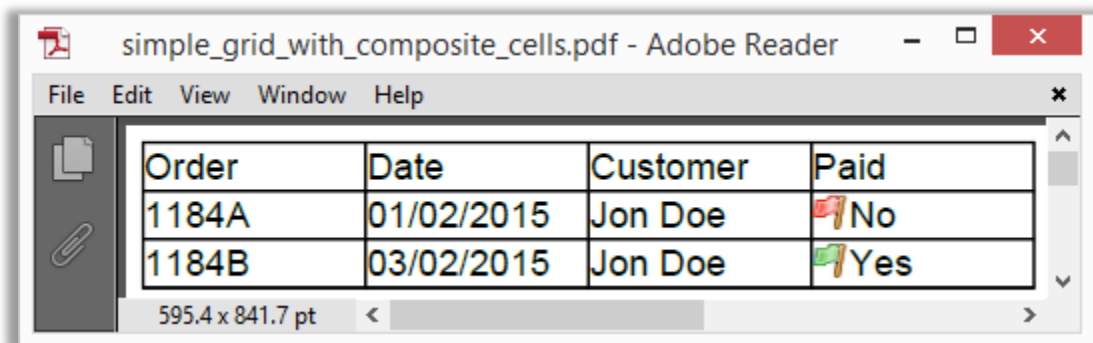 simple_grid_with_composite_cells.pdf - Adobe Reader
File Edit View Window Help
Order Date Customer Paid
1184A 01/02/2015 Jon Doe No
1184B 03/02/2015 Jon Doe Yes
595.4 x 841.7 pt